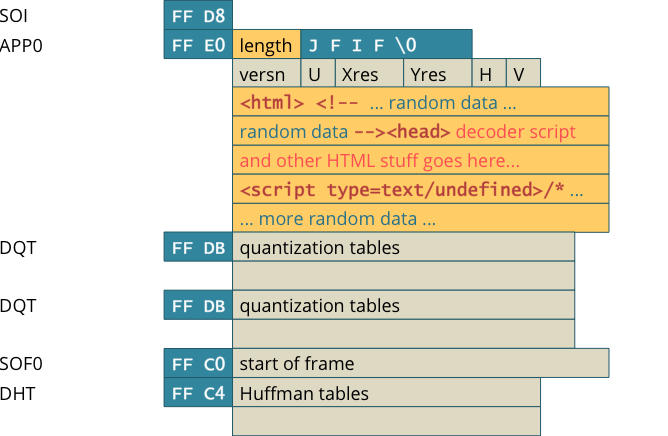 SOI FF D8
APP0 FF E0 length J F I F \0
versn U Xres Yres H V
<html> <!-- ... random data ...
random data --><head> decoder script
and other HTML stuff goes here...
<script type=text/undefined>/* ...
... more random data ...
DQT FF DB quantization tables
DQT FF DB quantization tables
SOF0 FF C0 start of frame
DHT FF C4 Huffman tables